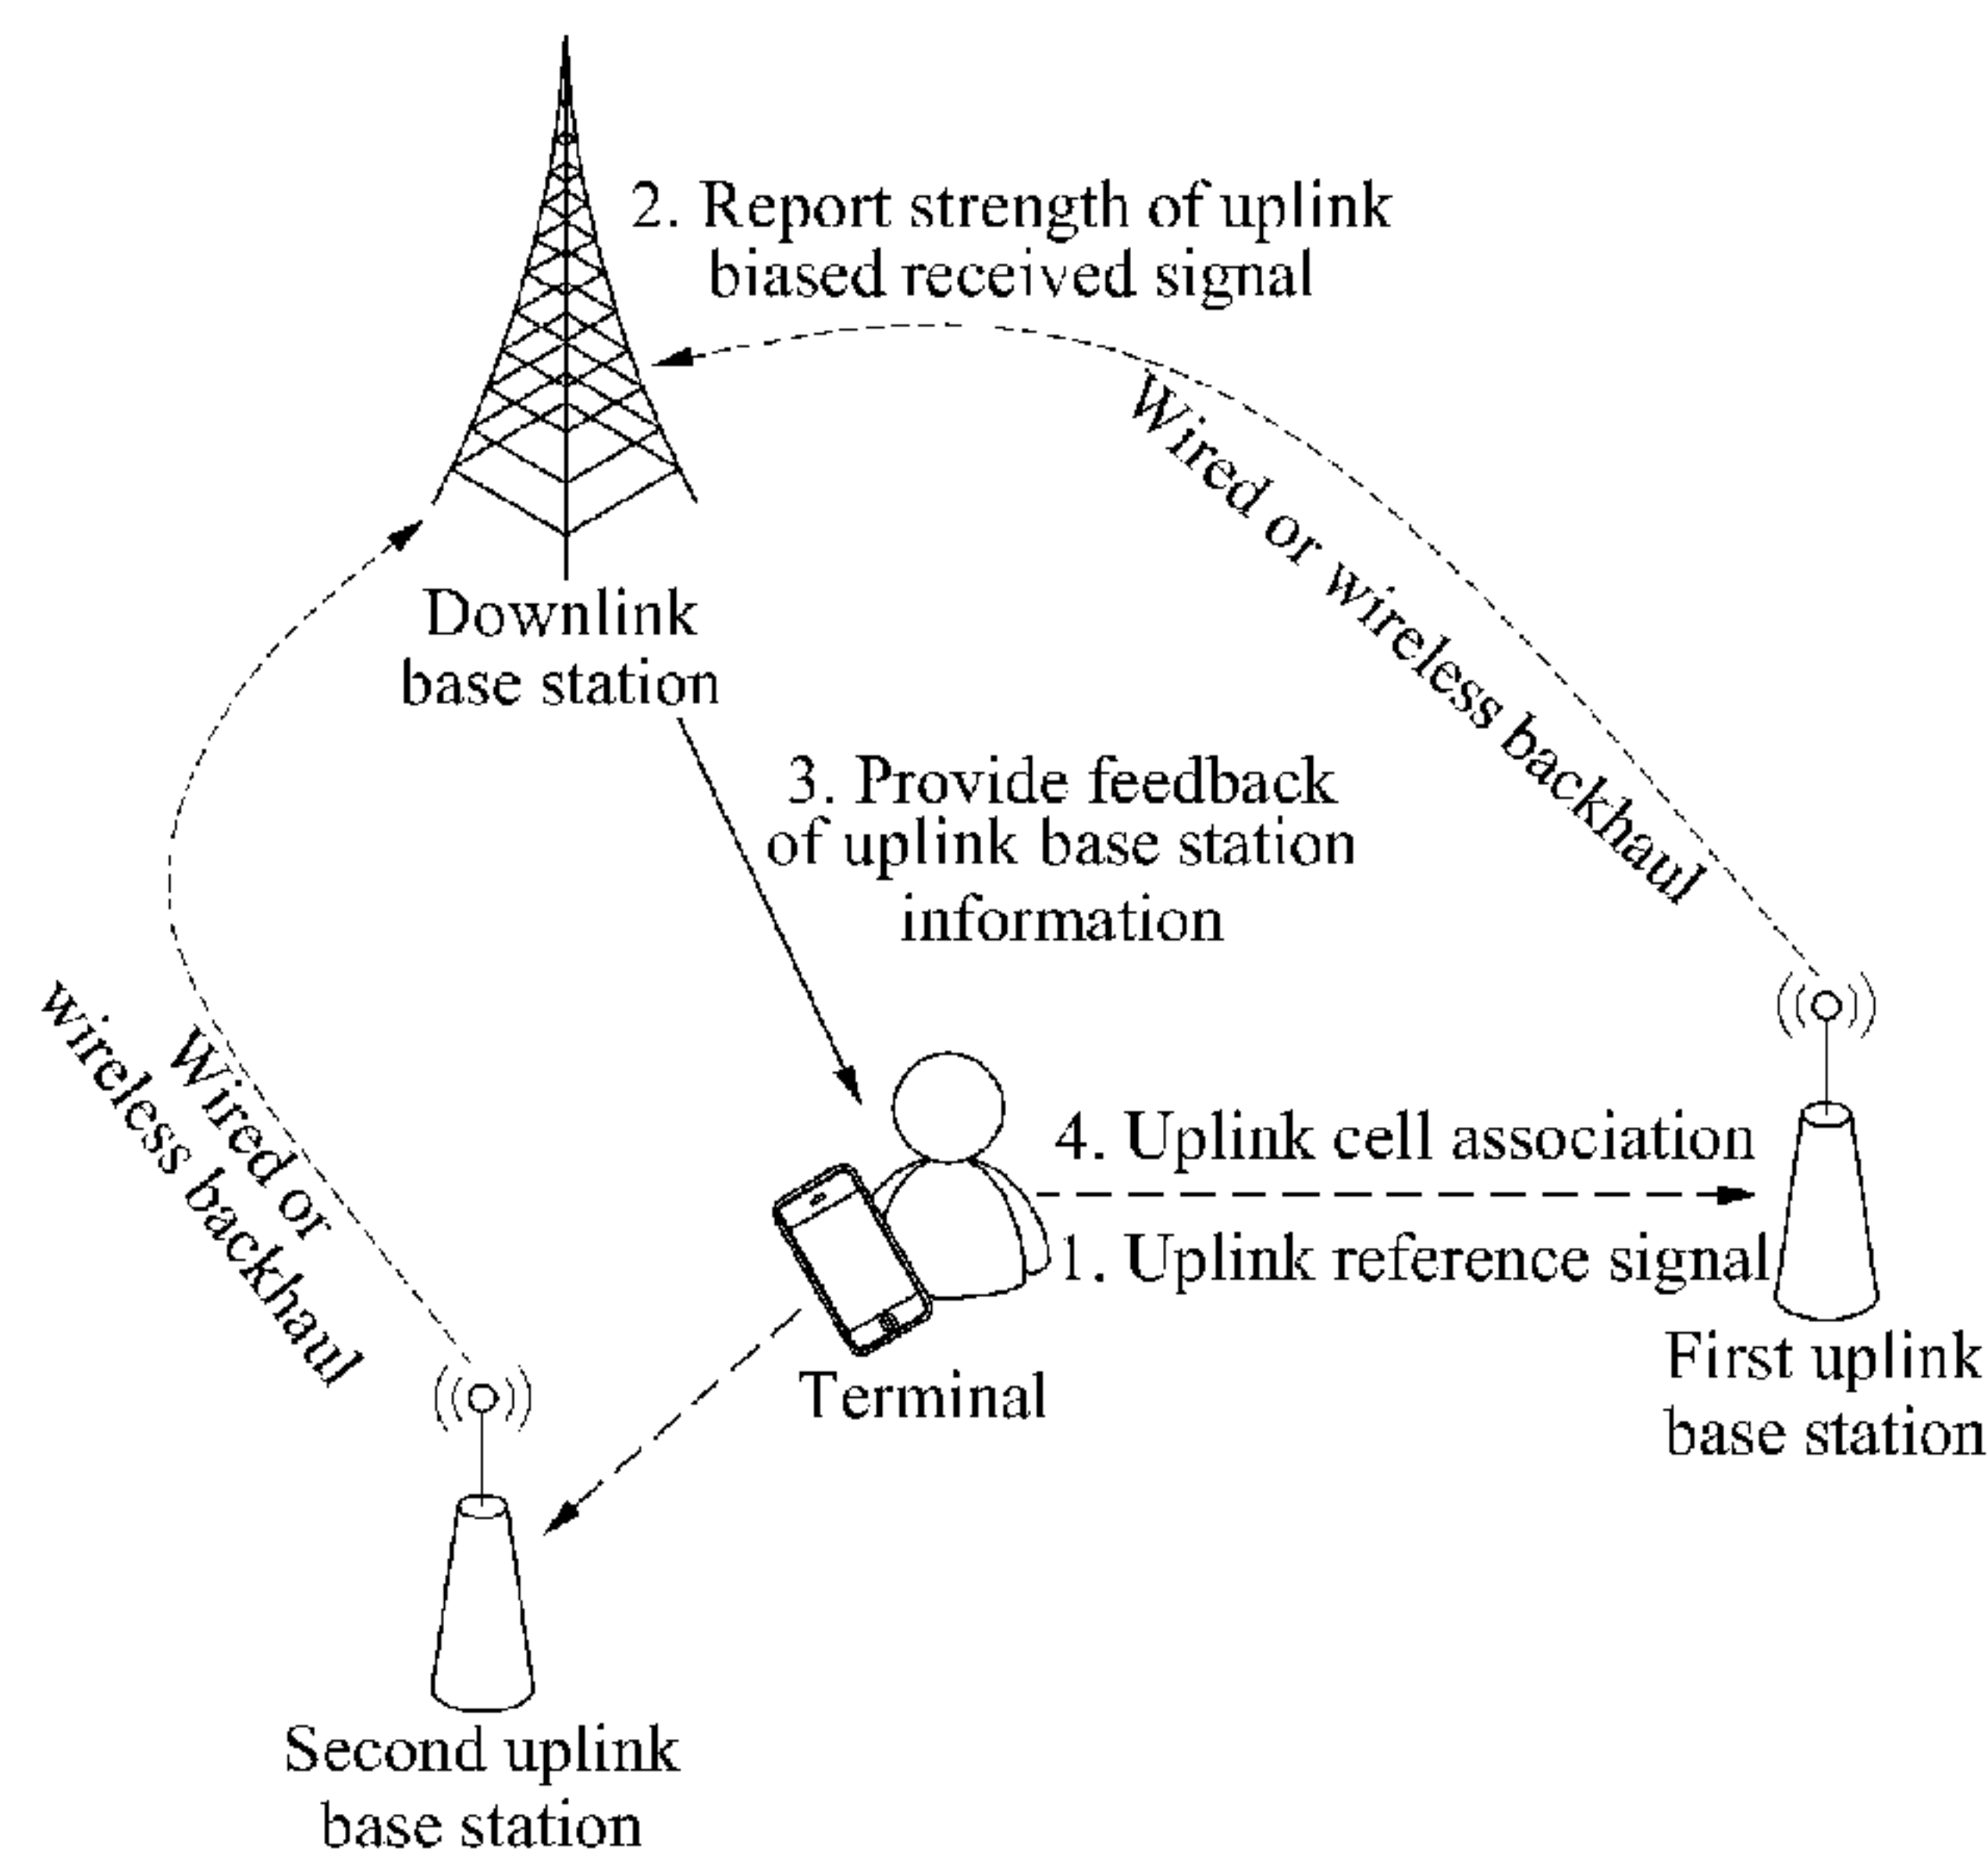 2. Report strength of uplink
biased received signal
Wired or wireless backhaul
Downlink
base station
3. Provide feedback
of uplink base station
information
Wired or
wireless backhaul
4. Uplink cell association
1. Uplink reference signal
First uplink
base station
Terminal
Second uplink
base station